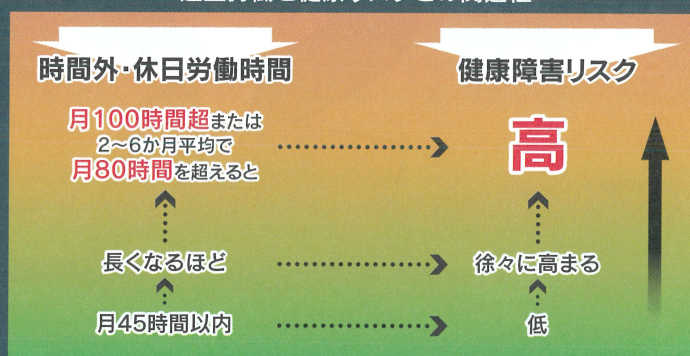 時間外・休日労働時間
健康障害リスク
月100時間超または
2〜6か月平均で
月80時間を超えると
高
長くなるほど
徐々に高まる
月45時間以内
低